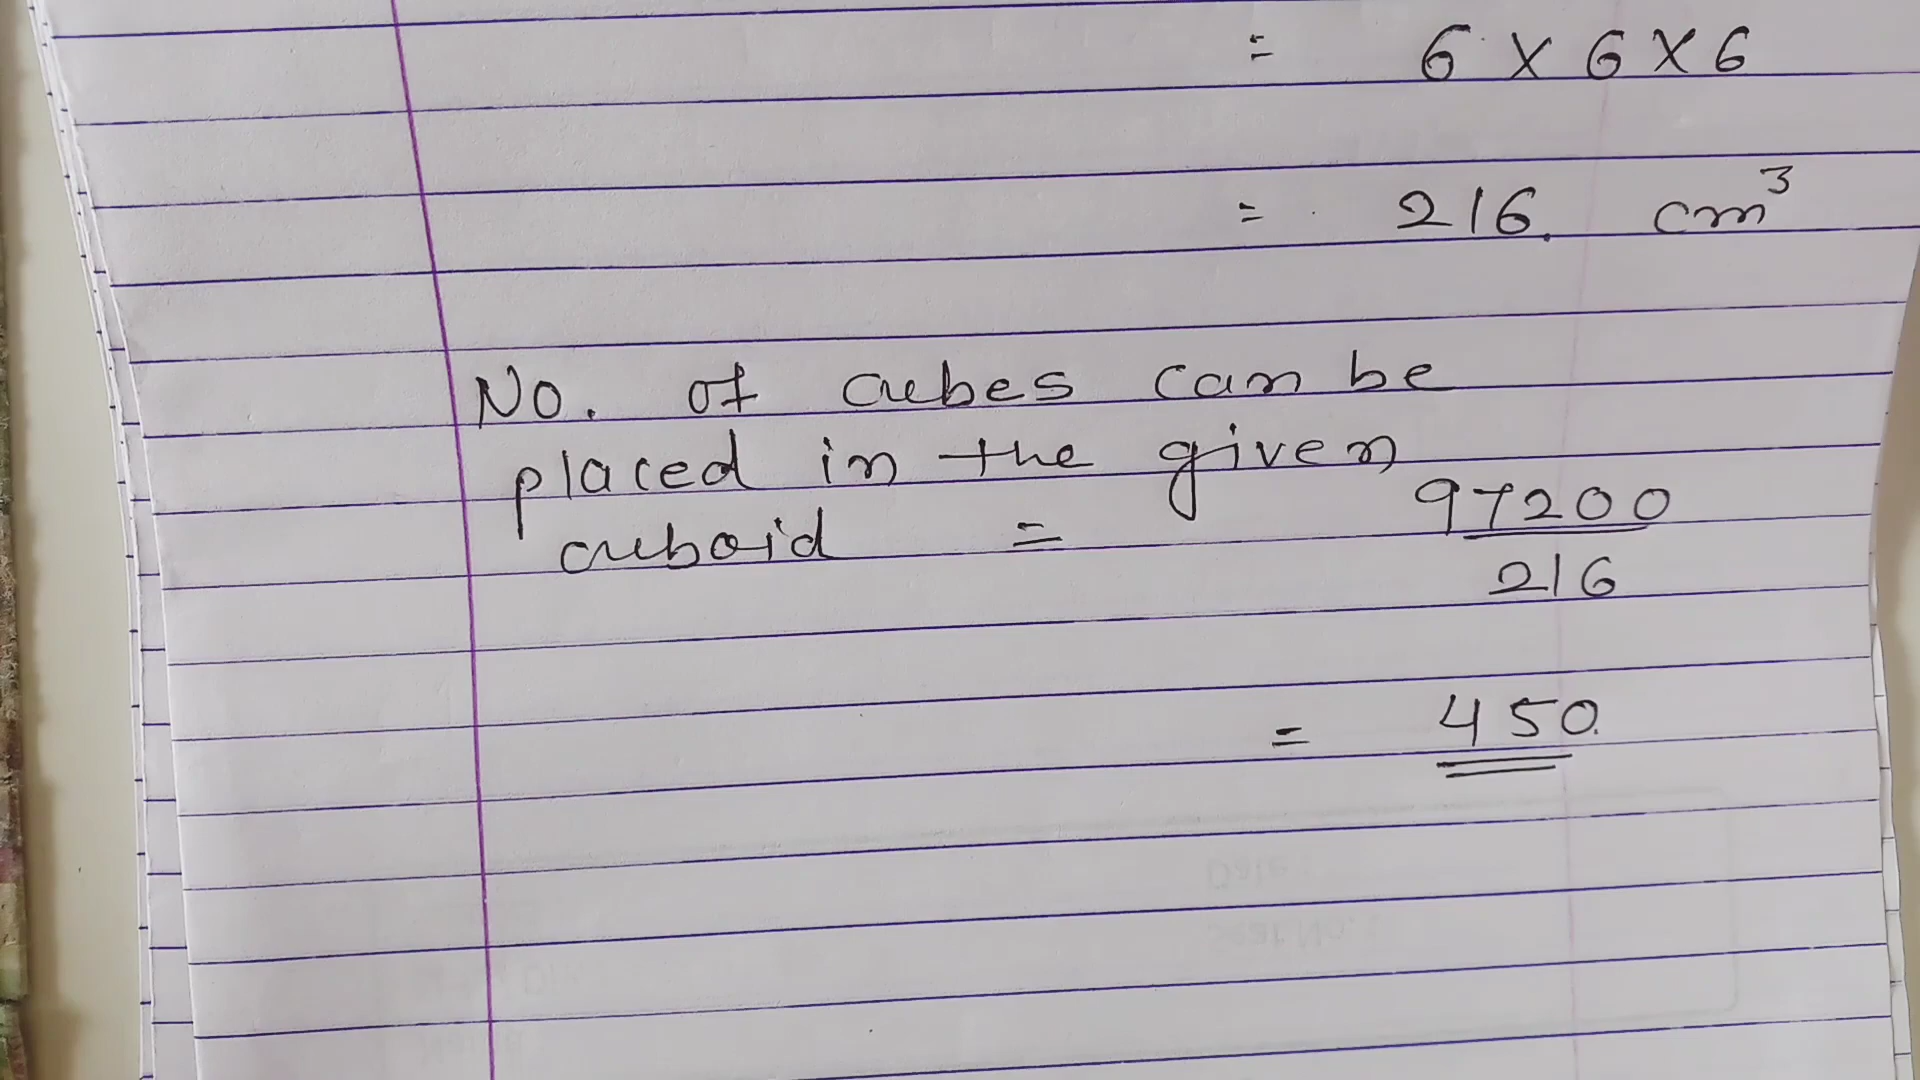 = 6 X 6 X 6
= 216. cm³
No. of cubes can be
placed in the given
cuboid = 97200
216
= 450.